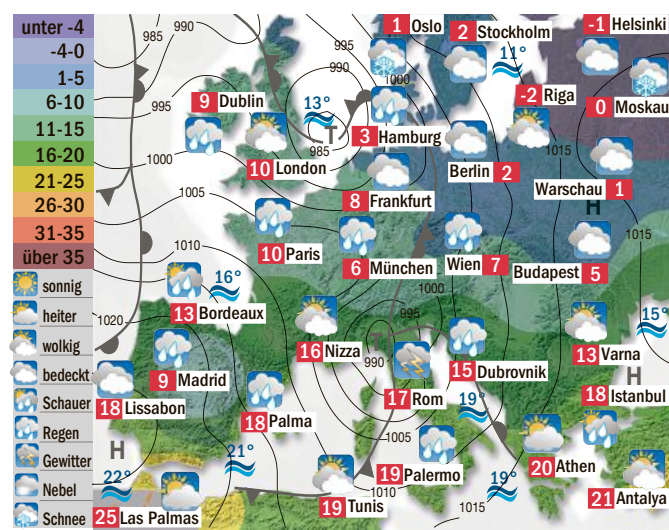 unter -4
-4-0
1-5
6-10
11-15
16-20
21-25
26-30
31-35
über 35
sonnig
heiter
wolkig
bedeckt
Schauer
Regen
Gewitter
Nebel
Schnee
985
990
995
1000
1005
1010
1020
985
990
995
990
1000
985
T
1 Oslo
2 Stockholm
-1 Helsinki
11°
-2 Riga
0 Moskau
9 Dublin
13°
3 Hamburg
10 London
Berlin 2
1015
Warschau 1
8 Frankfurt
H
10 Paris
6 München
Wien 7
Budapest 5
1015
16°
13 Bordeaux
995
1000
990
T
15°
16 Nizza
15 Dubrovnik
13 Varna
9 Madrid
18 Lissabon
18 Palma
17 Rom
19°
18 Istanbul
H
H
1005
21°
22°
19 Palermo
20 Athen
19°
1010
1015
25 Las Palmas
19 Tunis
21 Antalya